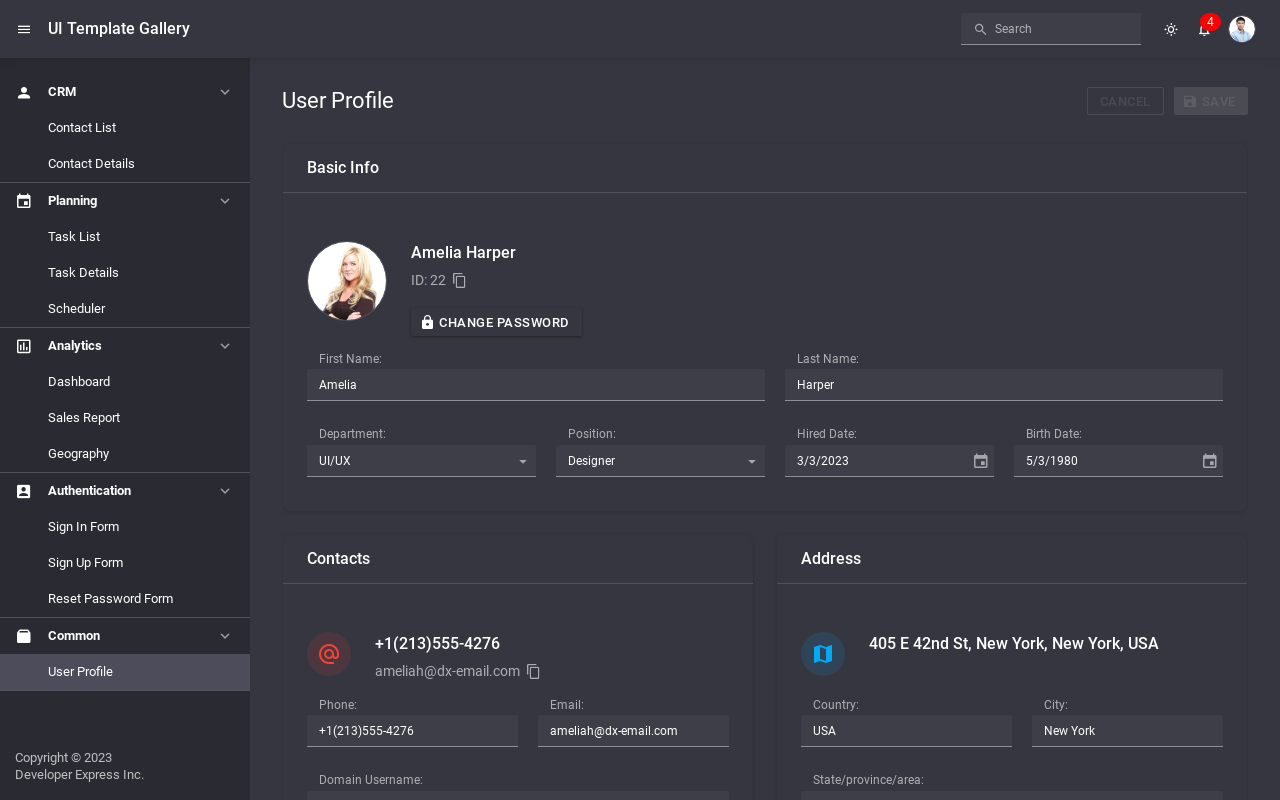 UI Template Gallery
Search
4
CRM
Contact List
Contact Details
Planning
Task List
Task Details
Scheduler
Analytics
Dashboard
Sales Report
Geography
Authentication
Sign In Form
Sign Up Form
Reset Password Form
Common
User Profile
Copyright © 2023
Developer Express Inc.
User Profile
CANCEL
SAVE
Basic Info
Amelia Harper
ID: 22
CHANGE PASSWORD
First Name:
Last Name:
Amelia
Harper
Department:
Position:
Hired Date:
Birth Date:
UI/UX
Designer
3/3/2023
5/3/1980
Contacts
+1(213)555-4276
ameliah@dx-email.com
Phone:
Email:
+1(213)555-4276
ameliah@dx-email.com
Domain Username:
Address
405 E 42nd St, New York, New York, USA
Country:
City:
USA
New York
State/province/area: